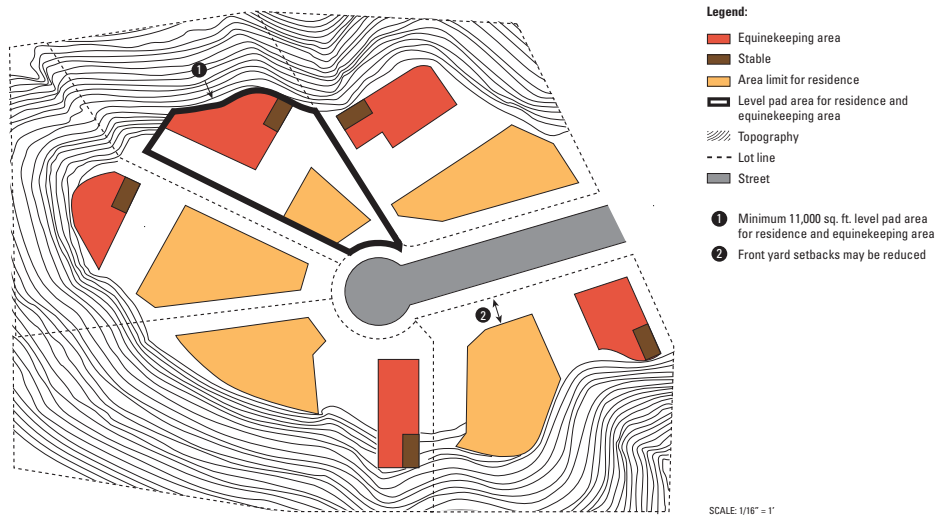 1
2
Legend:
Equinekeeping area
Stable
Area limit for residence
Level pad area for residence and
equinekeeping area
Topography
Lot line
Street
1 Minimum 11,000 sq. ft. level pad area
for residence and equinekeeping area
2 Front yard setbacks may be reduced
SCALE: 1/16" = 1'